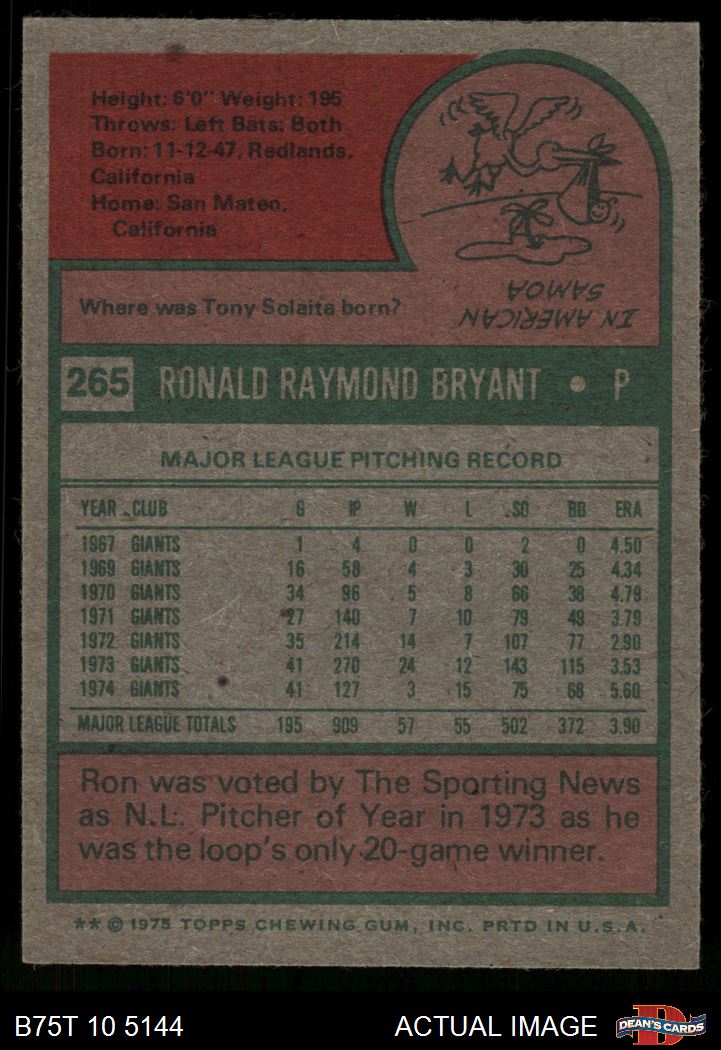 Height: 6'0" Weight: 195
Throws: Left Bats: Both
Born: 11-12-47, Redlands,
California
Home: San Mateo,
California
Where was Tony Solaita born?
IN AMERICAN
SAMOA.
265 RONALD RAYMOND BRYANT • P
MAJOR LEAGUE PITCHING RECORD
YEAR CLUB G IP W L SO BB ERA
1967 GIANTS 1 4 0 0 2 0 4.50
1969 GIANTS 16 58 4 3 30 25 4.34
1970 GIANTS 34 96 5 8 66 38 4.79
1971 GIANTS 27 140 7 10 79 49 3.79
1972 GIANTS 35 214 14 7 107 77 2.90
1973 GIANTS 41 270 24 12 143 115 3.53
1974 GIANTS 41 127 3 15 75 68 5.60
MAJOR LEAGUE TOTALS 195 909 57 55 502 372 3.90
Ron was voted by The Sporting News
as N.L. Pitcher of Year in 1973 as he
was the loop's only 20-game winner.
** © 1975 TOPPS CHEWING GUM, INC. PRTD IN U.S.A.
B75T 10 5144
ACTUAL IMAGE
D
DEAN'S CARDS